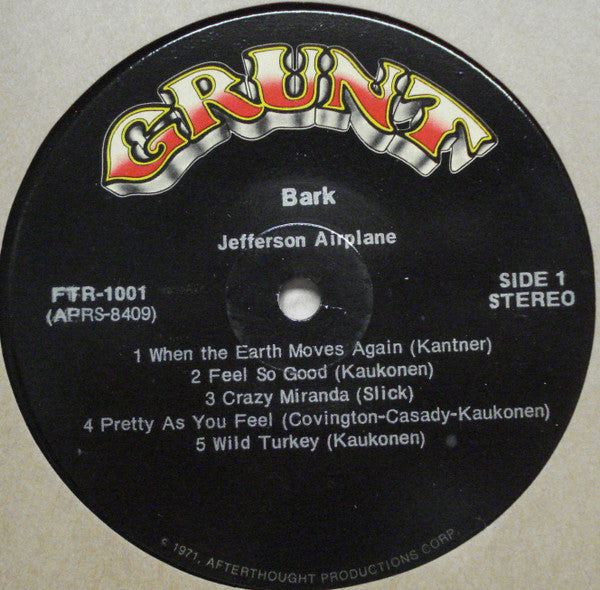 GRUNT
Bark
Jefferson Airplane
FTR-1001
(APRS-8409)
SIDE 1
STEREO
1 When the Earth Moves Again (Kantner)
2 Feel So Good (Kaukonen)
3 Crazy Miranda (Slick)
4 Pretty As You Feel (Covington-Casady-Kaukonen)
5 Wild Turkey (Kaukonen)
© 1971, AFTERTHOUGHT PRODUCTIONS CORP.